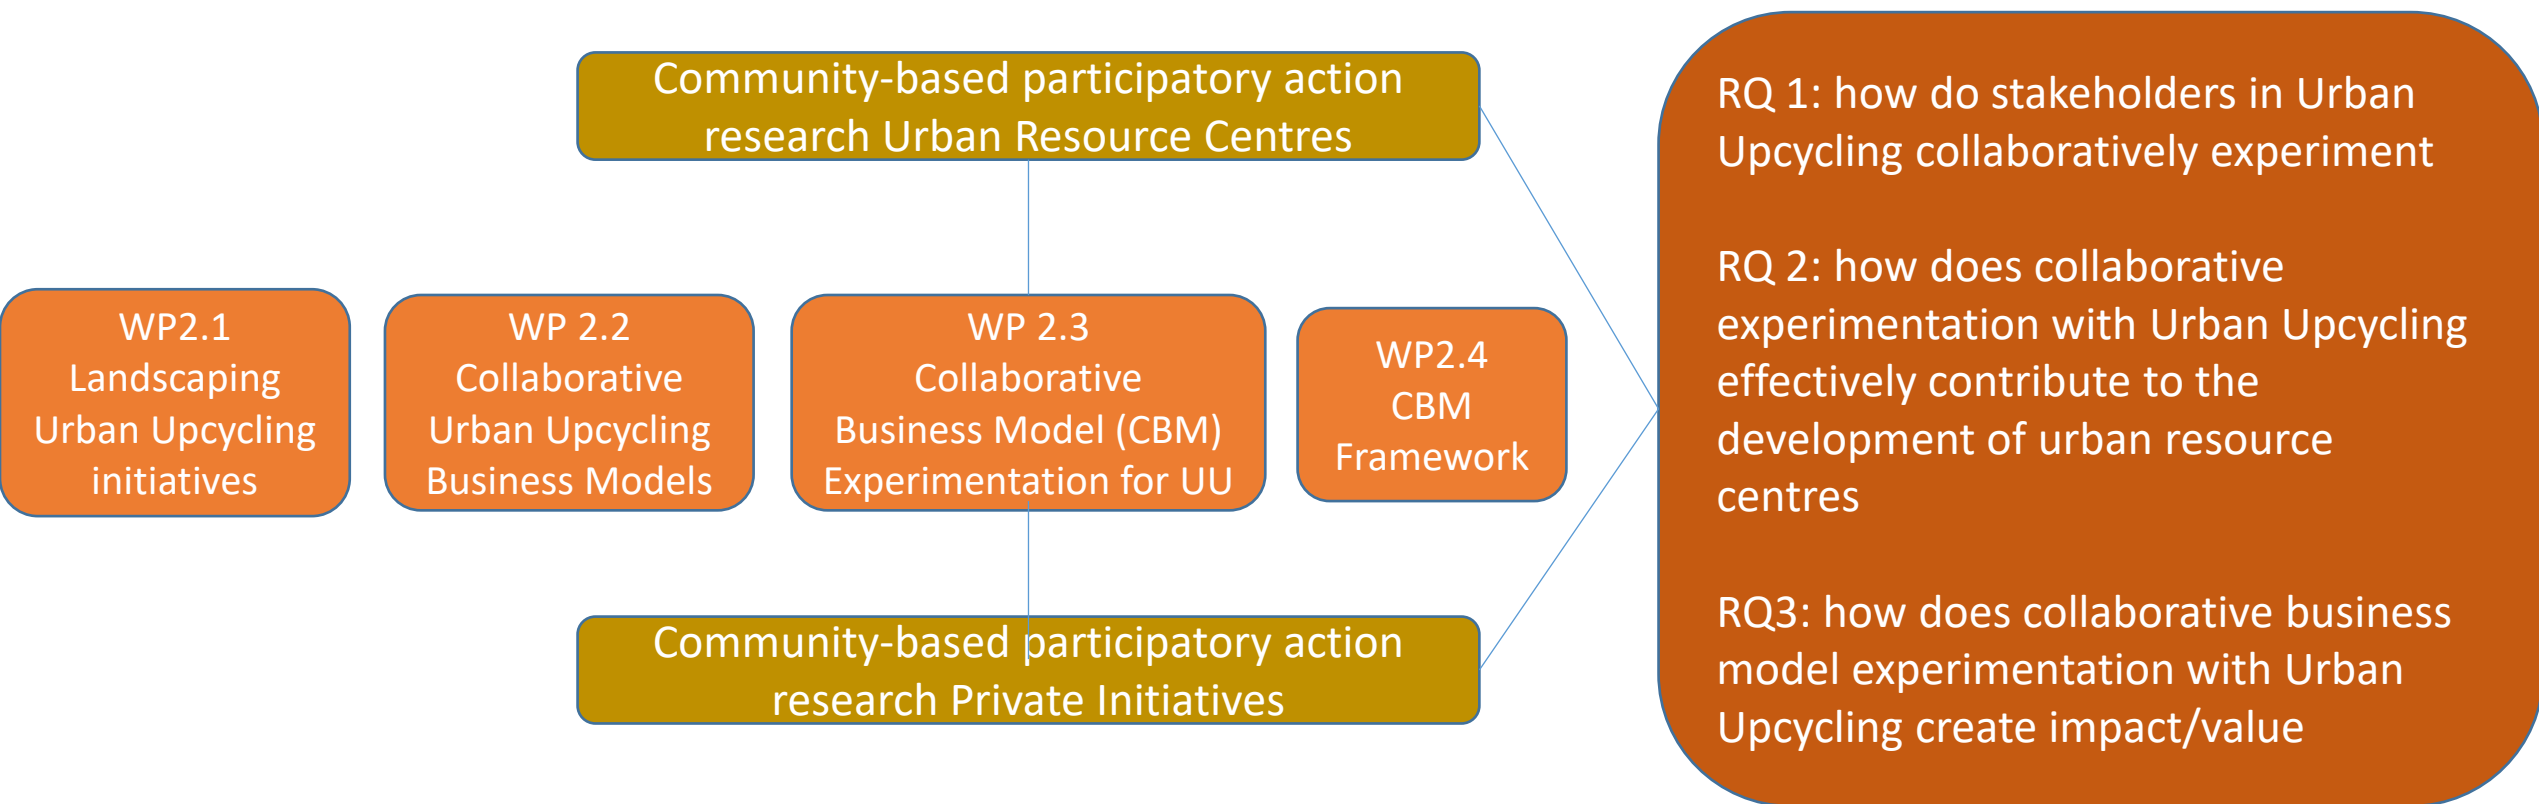 Community-based participatory action
research Urban Resource Centres
WP2.1
Landscaping
Urban Upcycling
initiatives
WP 2.2
Collaborative
Urban Upcycling
Business Models
WP 2.3
Collaborative
Business Model (CBM)
Experimentation for UU
WP2.4
CBM
Framework
Community-based participatory action
research Private Initiatives
RQ 1: how do stakeholders in Urban
Upcycling collaboratively experiment
RQ 2: how does collaborative
experimentation with Urban Upcycling
effectively contribute to the
development of urban resource
centres
RQ3: how does collaborative business
model experimentation with Urban
Upcycling create impact/value